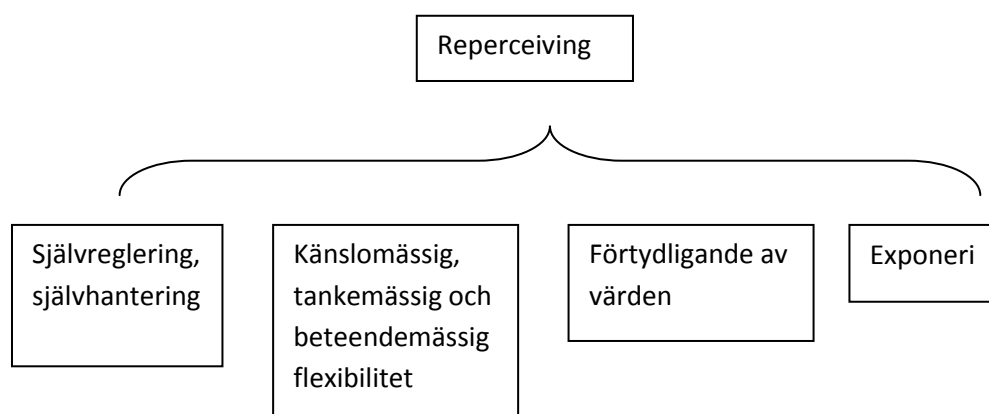 Reperceiving
Självreglering,
självhantering
Känslomässig,
tankemässig och
beteendemässig
flexibilitet
Förtydligande av
värden
Exponeri